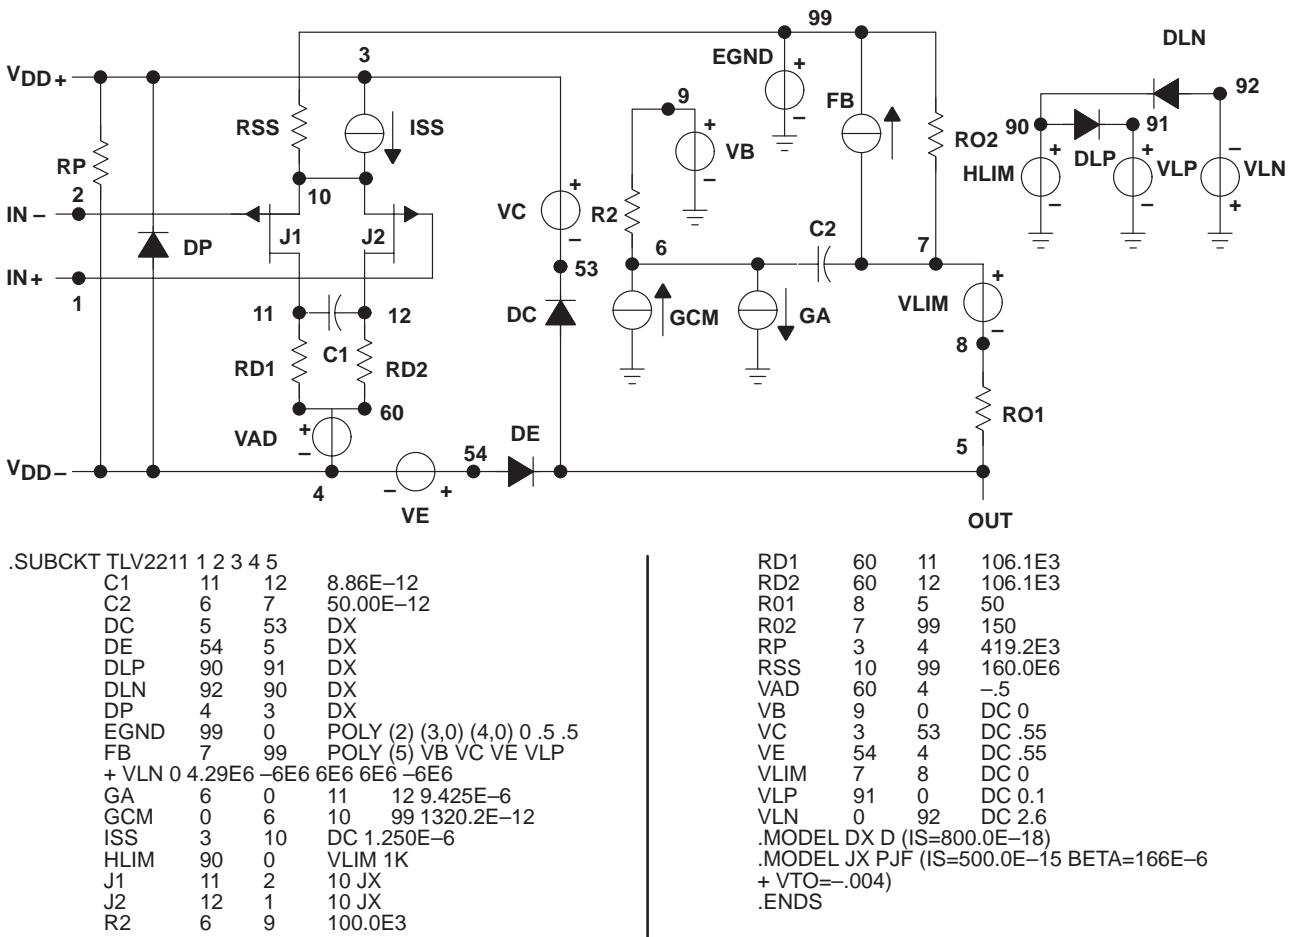 99
DLN
3
EGND
+
VDD+
92
9
RSS
ISS
FB
+
VB
–
–
90
91
RO2
RP
2
10
HLIM
+
–
DLP
+
VLP
–
–
VLN
+
IN–
VC
+
–
R2
C2
J1
J2
DP
6
7
IN+
53
1
+
VLIM
–
11
12
DC
GCM
GA
C1
8
RD1
RD2
60
RO1
VAD
+
–
DE
VDD–
54
5
4
–
+
VE
OUT
.SUBCKT TLV2211 1 2 3 4 5
C1 11 12 8.86E–12
C2 6 7 50.00E–12
DC 5 53 DX
DE 54 5 DX
DLP 90 91 DX
DLN 92 90 DX
DP 4 3 DX
EGND 99 0 POLY (2) (3,0) (4,0) 0 .5 .5
FB 7 99 POLY (5) VB VC VE VLP
+ VLN 0 4.29E6 –6E6 6E6 6E6 –6E6
GA 6 0 11 12 9.425E–6
GCM 0 6 10 99 1320.2E–12
ISS 3 10 DC 1.250E–6
HLIM 90 0 VLIM 1K
J1 11 2 10 JX
J2 12 1 10 JX
R2 6 9 100.0E3
RD1 60 11 106.1E3
RD2 60 12 106.1E3
R01 8 5 50
R02 7 99 150
RP 3 4 419.2E3
RSS 10 99 160.0E6
VAD 60 4 –.5
VB 9 0 DC 0
VC 3 53 DC .55
VE 54 4 DC .55
VLIM 7 8 DC 0
VLP 91 0 DC 0.1
VLN 0 92 DC 2.6
.MODEL DX D (IS=800.0E–18)
.MODEL JX PJF (IS=500.0E–15 BETA=166E–6
+ VTO=–.004)
.ENDS